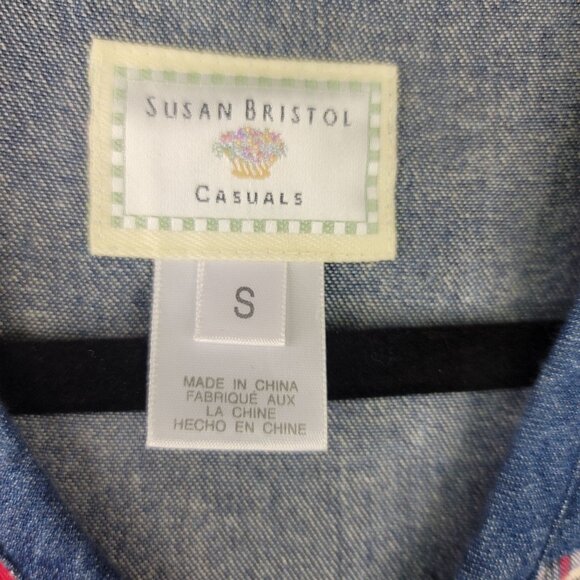 SUSAN BRISTOL
CASUALS
S
MADE IN CHINA
FABRIQUÉ AUX
LA CHINE
HECHO EN CHINE